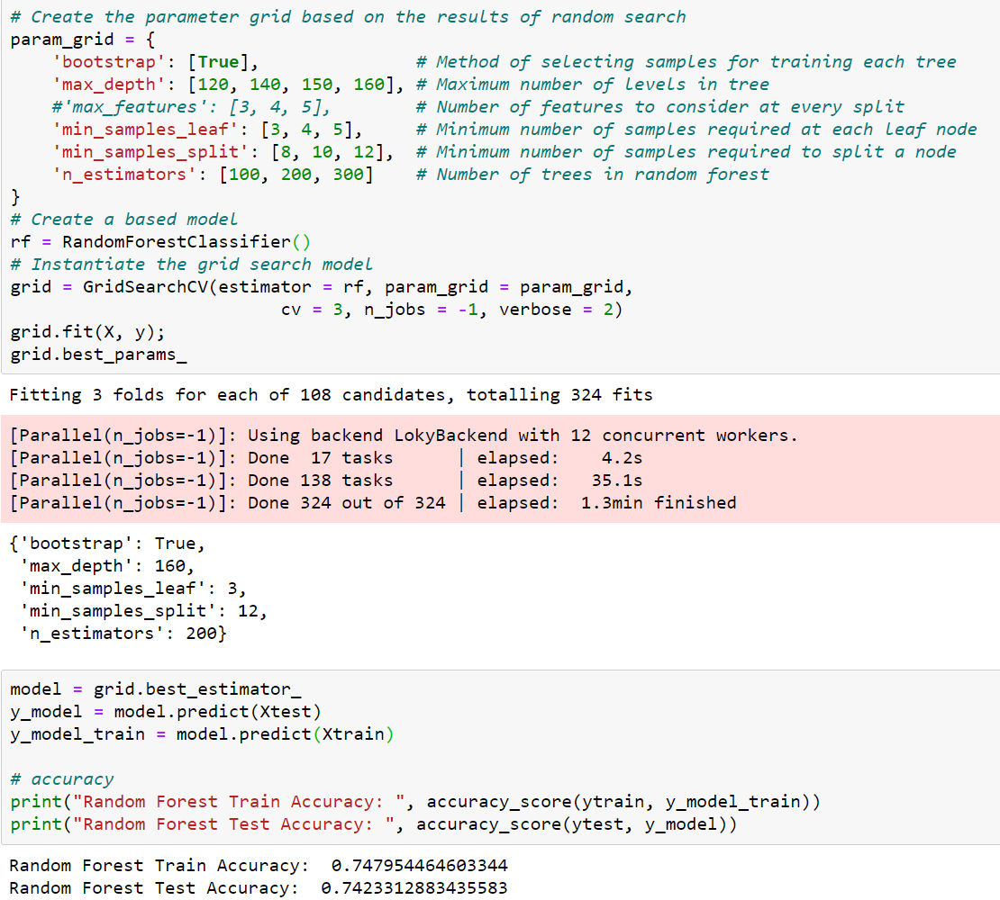 # Create the parameter grid based on the results of random search
param_grid = {
    'bootstrap': [True],               # Method of selecting samples for training each tree
    'max_depth': [120, 140, 150, 160], # Maximum number of levels in tree
    #'max_features': [3, 4, 5],        # Number of features to consider at every split
    'min_samples_leaf': [3, 4, 5],     # Minimum number of samples required at each leaf node
    'min_samples_split': [8, 10, 12],  # Minimum number of samples required to split a node
    'n_estimators': [100, 200, 300]    # Number of trees in random forest
}
# Create a based model
rf = RandomForestClassifier()
# Instantiate the grid search model
grid = GridSearchCV(estimator = rf, param_grid = param_grid,
                          cv = 3, n_jobs = -1, verbose = 2)
grid.fit(X, y);
grid.best_params_
Fitting 3 folds for each of 108 candidates, totalling 324 fits
[Parallel(n_jobs=-1)]: Using backend LokyBackend with 12 concurrent workers.
[Parallel(n_jobs=-1)]: Done  17 tasks      | elapsed:    4.2s
[Parallel(n_jobs=-1)]: Done 138 tasks      | elapsed:   35.1s
[Parallel(n_jobs=-1)]: Done 324 out of 324 | elapsed:  1.3min finished
{'bootstrap': True,
 'max_depth': 160,
 'min_samples_leaf': 3,
 'min_samples_split': 12,
 'n_estimators': 200}
model = grid.best_estimator_
y_model = model.predict(Xtest)
y_model_train = model.predict(Xtrain)
# accuracy
print("Random Forest Train Accuracy: ", accuracy_score(ytrain, y_model_train))
print("Random Forest Test Accuracy: ", accuracy_score(ytest, y_model))
Random Forest Train Accuracy:  0.747954464603344
Random Forest Test Accuracy:  0.7423312883435583